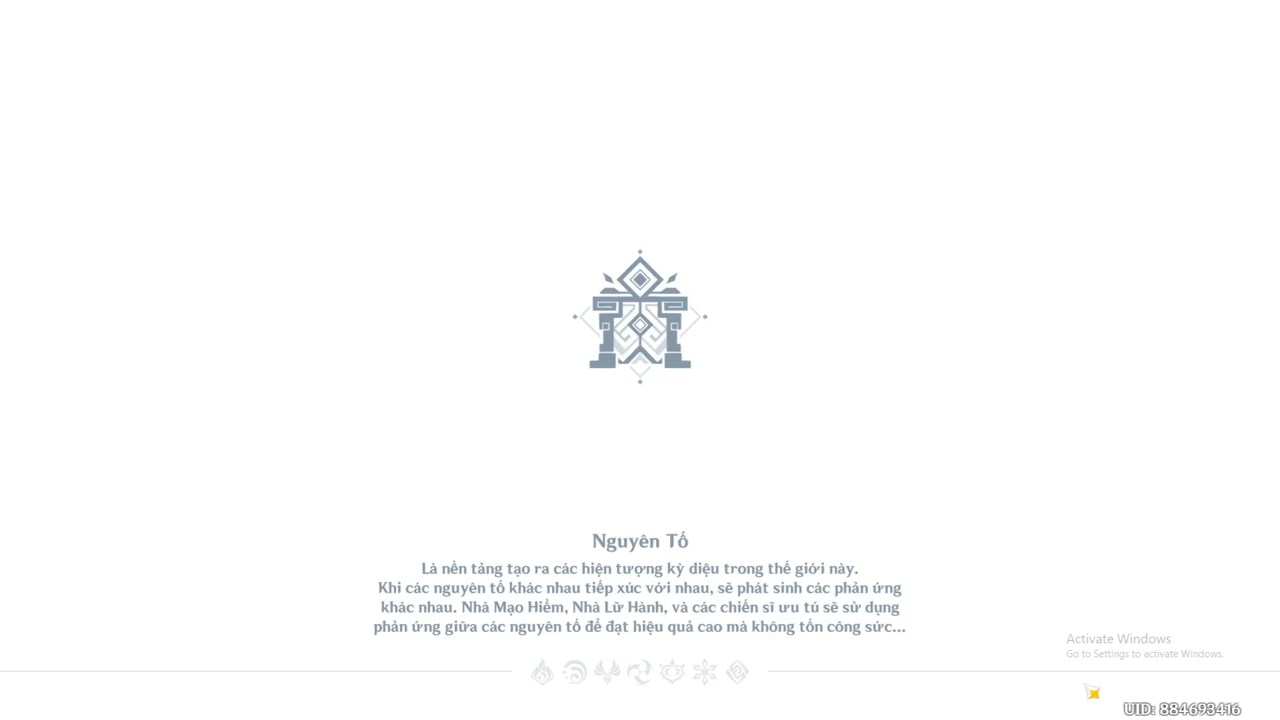 Nguyên Tố
Là nền tảng tạo ra các hiện tượng kỳ diệu trong thế giới này.
Khi các nguyên tố khác nhau tiếp xúc với nhau, sẽ phát sinh các phản ứng
khác nhau. Nhà Mạo Hiểm, Nhà Lữ Hành, và các chiến sĩ ưu tú sẽ sử dụng
phản ứng giữa các nguyên tố để đạt hiệu quả cao mà không tốn công sức...
Activate Windows
Go to Settings to activate Windows.
UID: 884693416